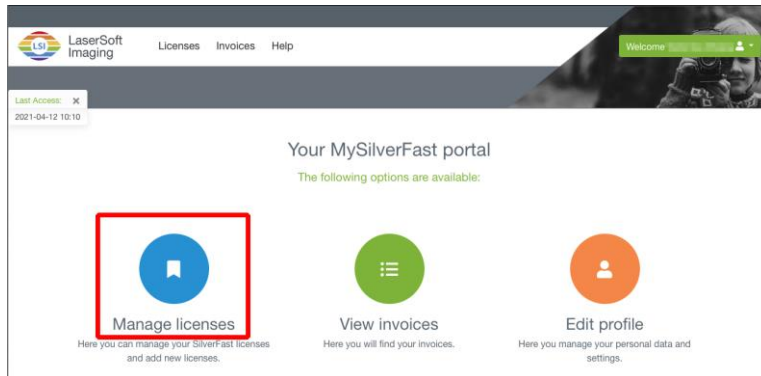 LSI
LaserSoft
Imaging
Licenses Invoices Help
Welcome
Last Access: ×
2021-04-12 10:10
Your MySilverFast portal
The following options are available:
Manage licenses
Here you can manage your SilverFast licenses
and add new licenses.
View invoices
Here you will find your invoices.
Edit profile
Here you manage your personal data and
settings.